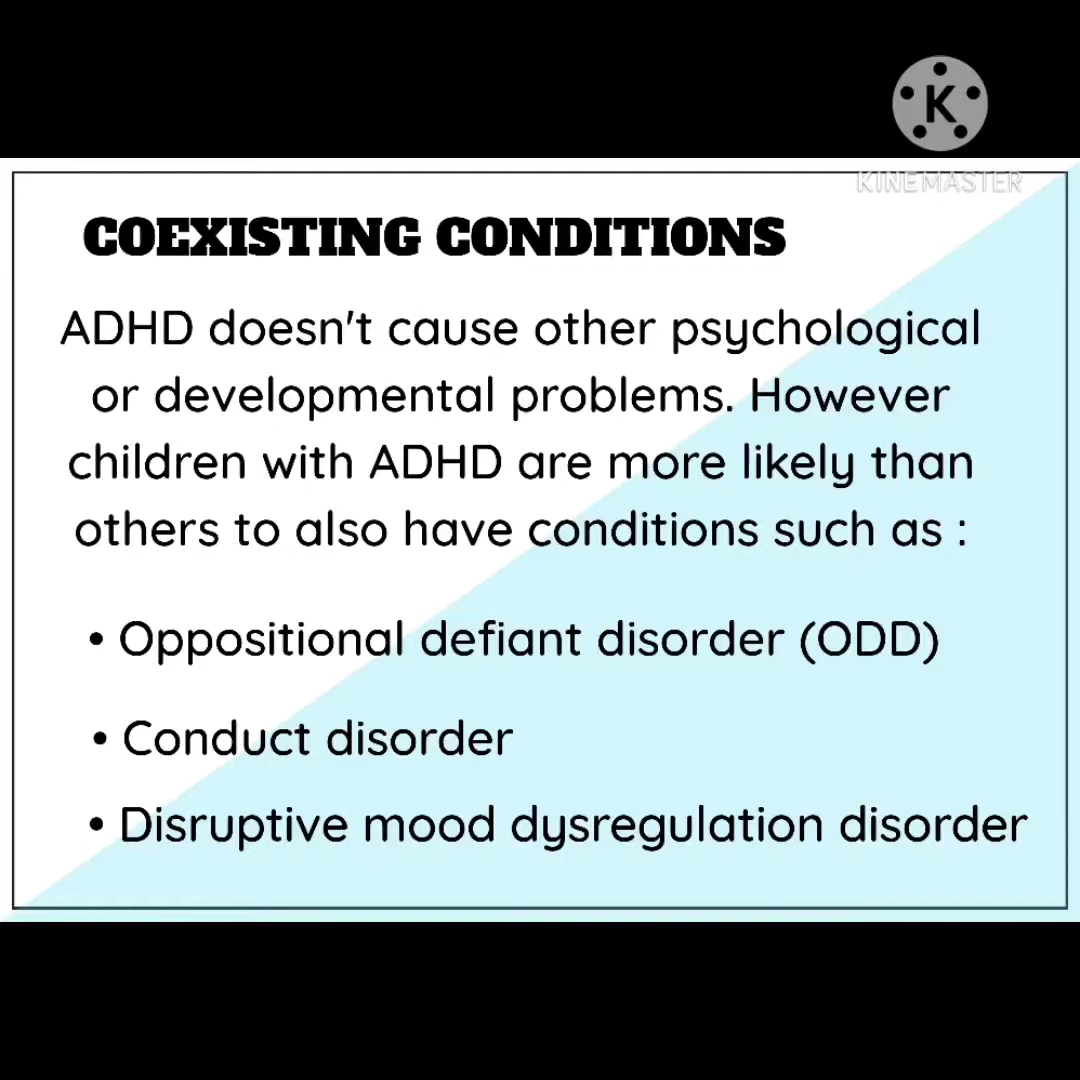 K
KINEMASTER
COEXISTING CONDITIONS
ADHD doesn't cause other psychological
or developmental problems. However
children with ADHD are more likely than
others to also have conditions such as :
• Oppositional defiant disorder (ODD)
• Conduct disorder
• Disruptive mood dysregulation disorder